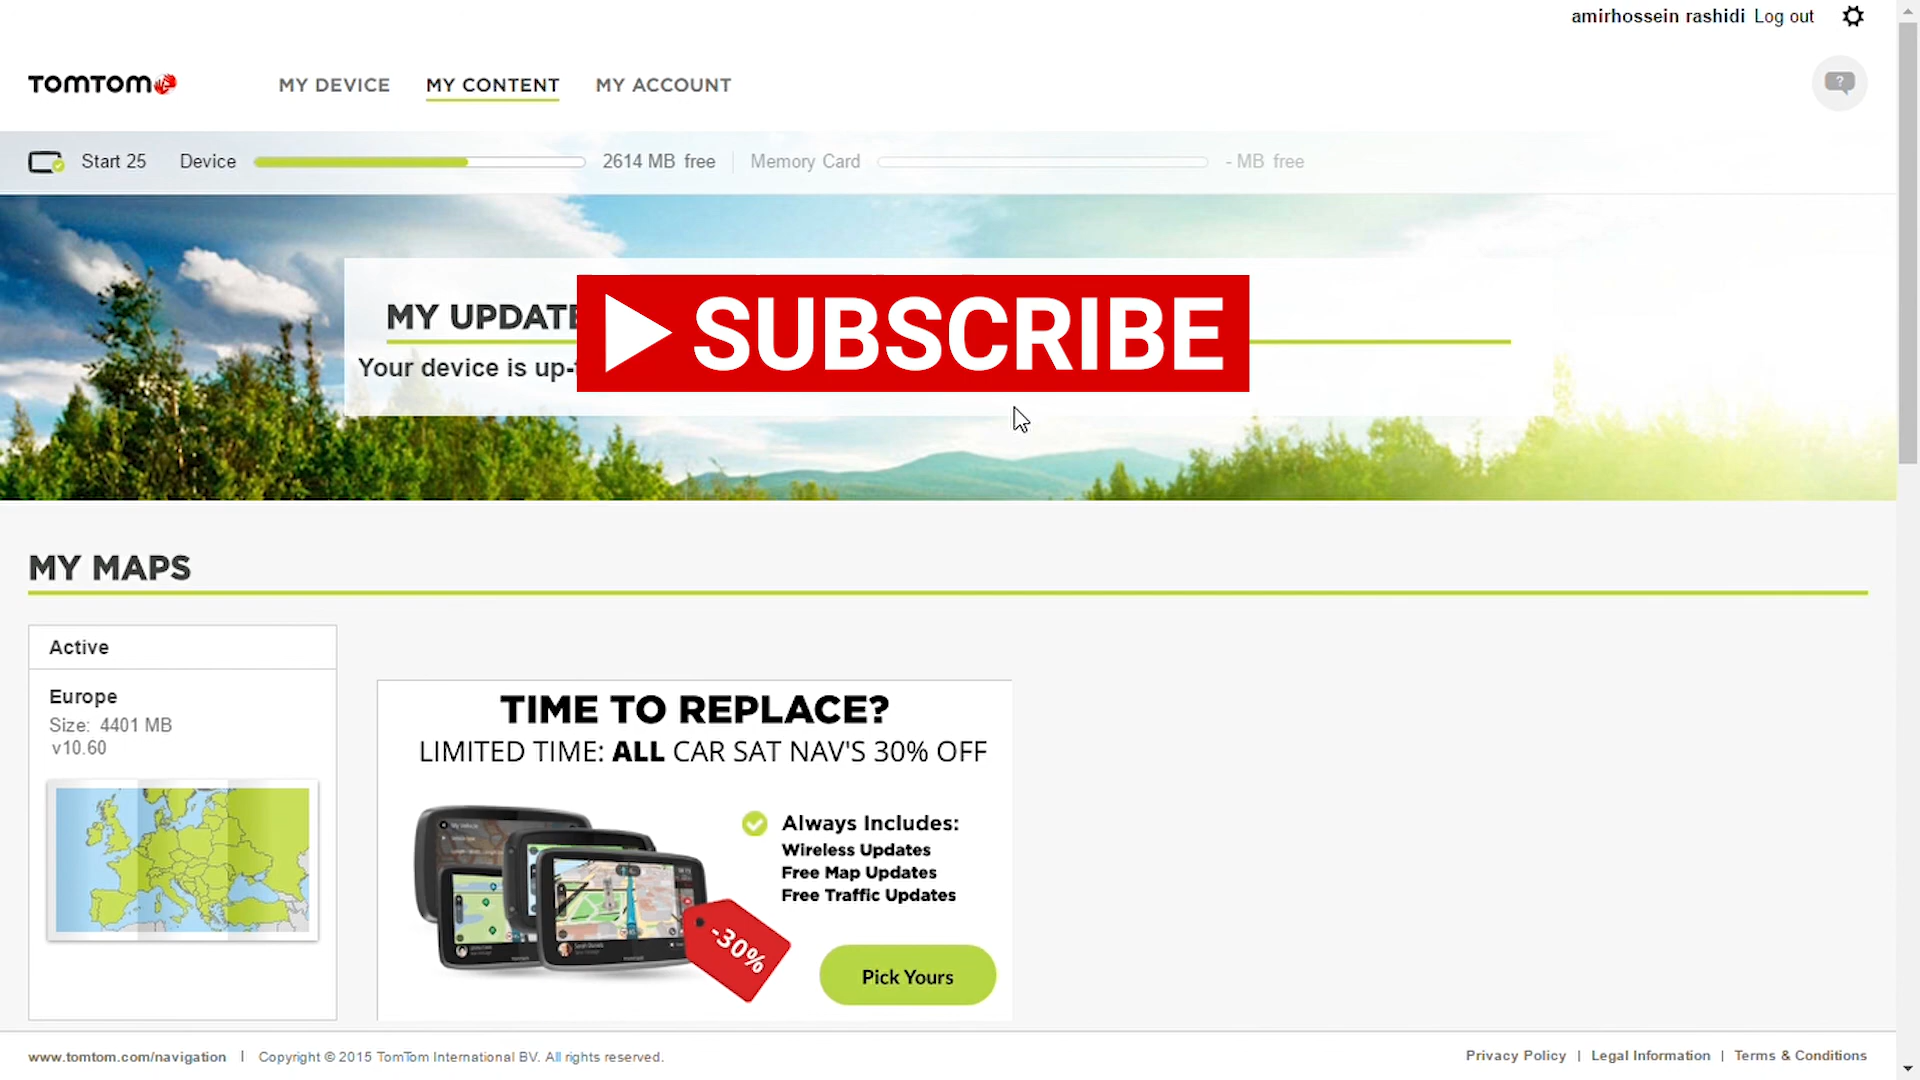 amirhossein rashidi Log out
TOMTOM
MY DEVICE MY CONTENT MY ACCOUNT
?
Start 25 Device 2614 MB free Memory Card - MB free
MY UPDATE
SUBSCRIBE
Your device is up-
MY MAPS
Active
Europe
Size: 4401 MB
v10.60
TIME TO REPLACE?
LIMITED TIME: ALL CAR SAT NAV'S 30% OFF
Always Includes:
Wireless Updates
Free Map Updates
Free Traffic Updates
-30%
Pick Yours
www.tomtom.com/navigation | Copyright © 2015 TomTom International BV. All rights reserved.
Privacy Policy | Legal Information | Terms & Conditions